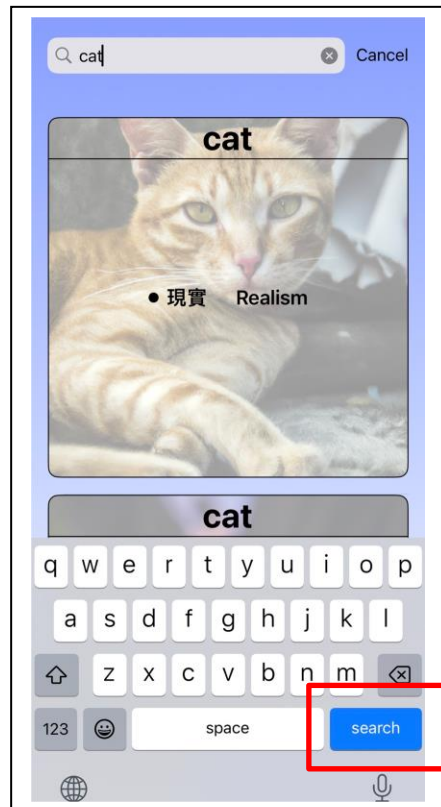 cat
Cancel
cat
• 現實 Realism
cat
q w e r t y u i o p
a s d f g h j k l
z x c v b n m
123 space search